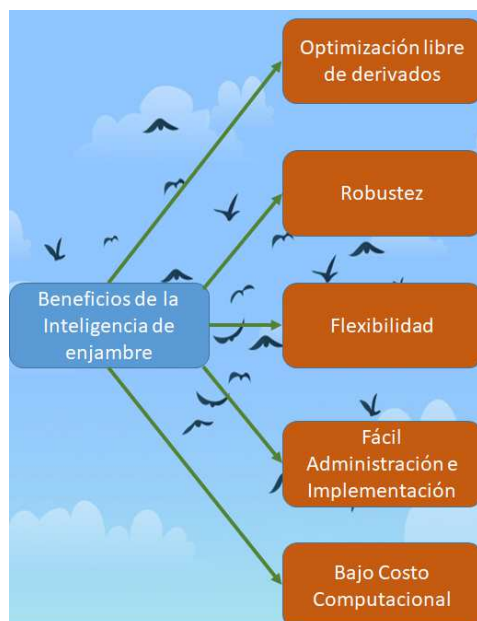 Optimización libre
de derivados
Robustez
Beneficios de la
Inteligencia de
enjambre
Flexibilidad
Fácil
Administración e
Implementación
Bajo Costo
Computacional